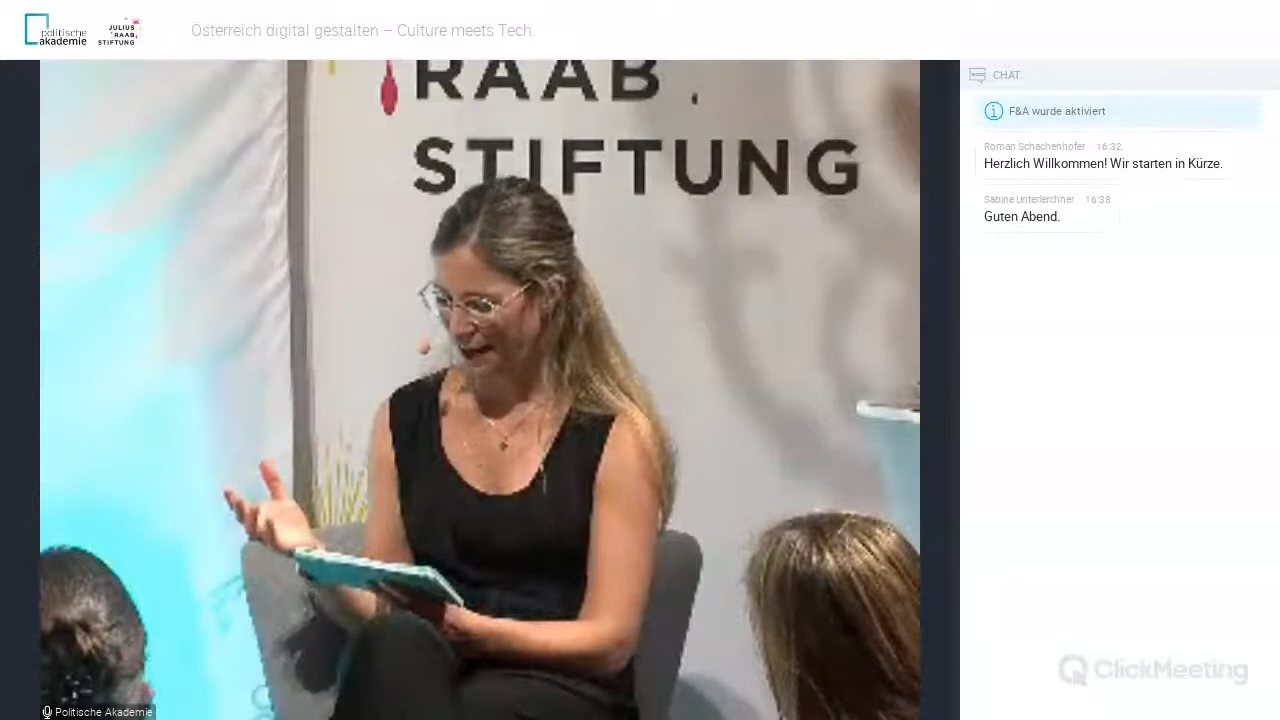 politische
akademie
JULIUS
RAAB
STIFTUNG
Österreich digital gestalten – Culture meets Tech.
RAAB
STIFTUNG
Politische Akademie
CHAT
F&A wurde aktiviert
Roman Schachenhofer 16:32
Herzlich Willkommen! Wir starten in Kürze.
Sabine Unterlerchner 16:38
Guten Abend.
ClickMeeting